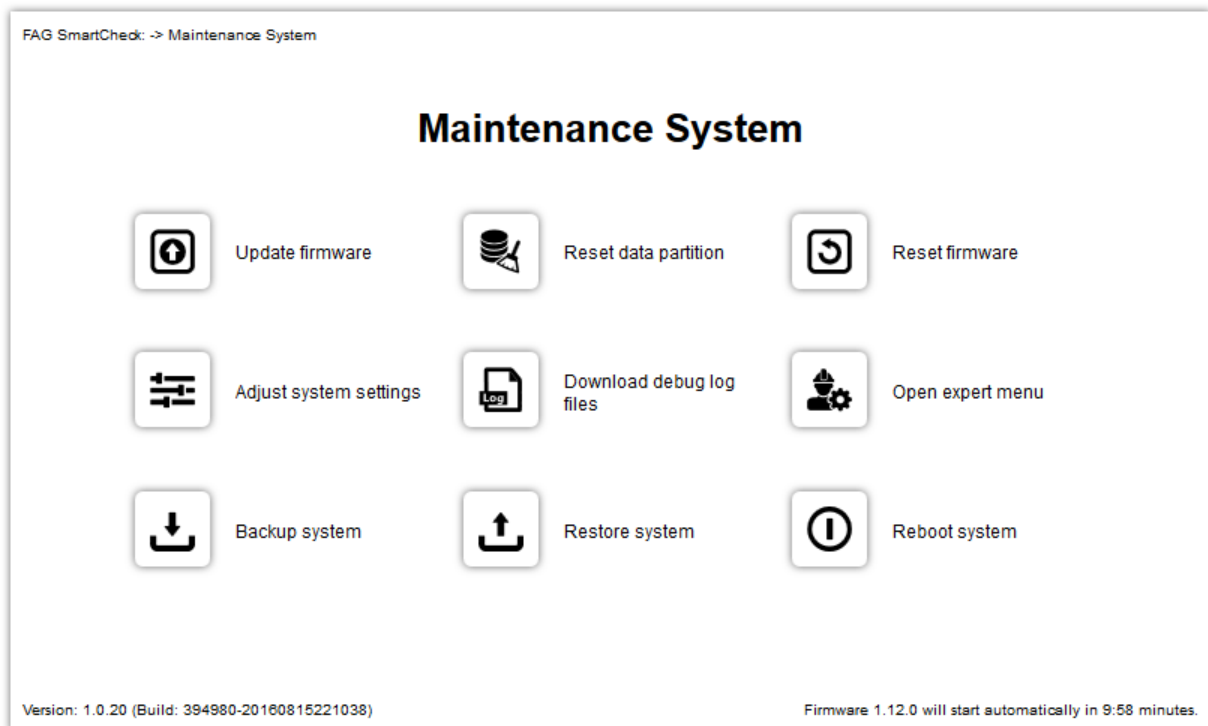 FAG SmartCheck: -> Maintenance System
Maintenance System
Update firmware
Reset data partition
Reset firmware
Adjust system settings
Log
Download debug log
files
Open expert menu
Backup system
Restore system
Reboot system
Version: 1.0.20 (Build: 394980-20160815221038)
Firmware 1.12.0 will start automatically in 9:58 minutes.